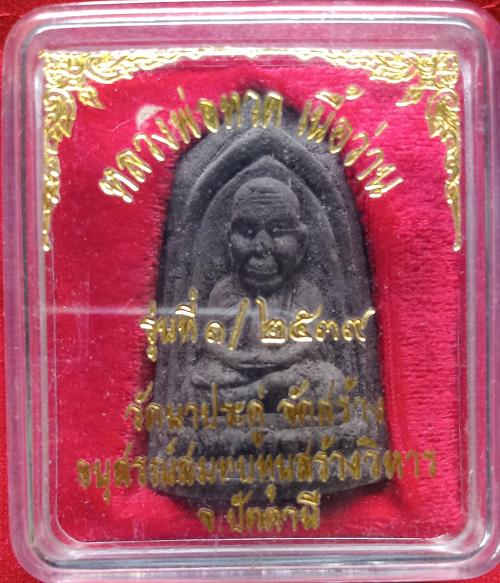 หลวงพ่อทวด เนื้อว่าน
รุ่นที่ ๑/๒๕๓๙
วัดนาประดู่ จัดสร้าง
อนุสรณ์สมทบทุนสร้างวิหาร
จ.ปัตตานี